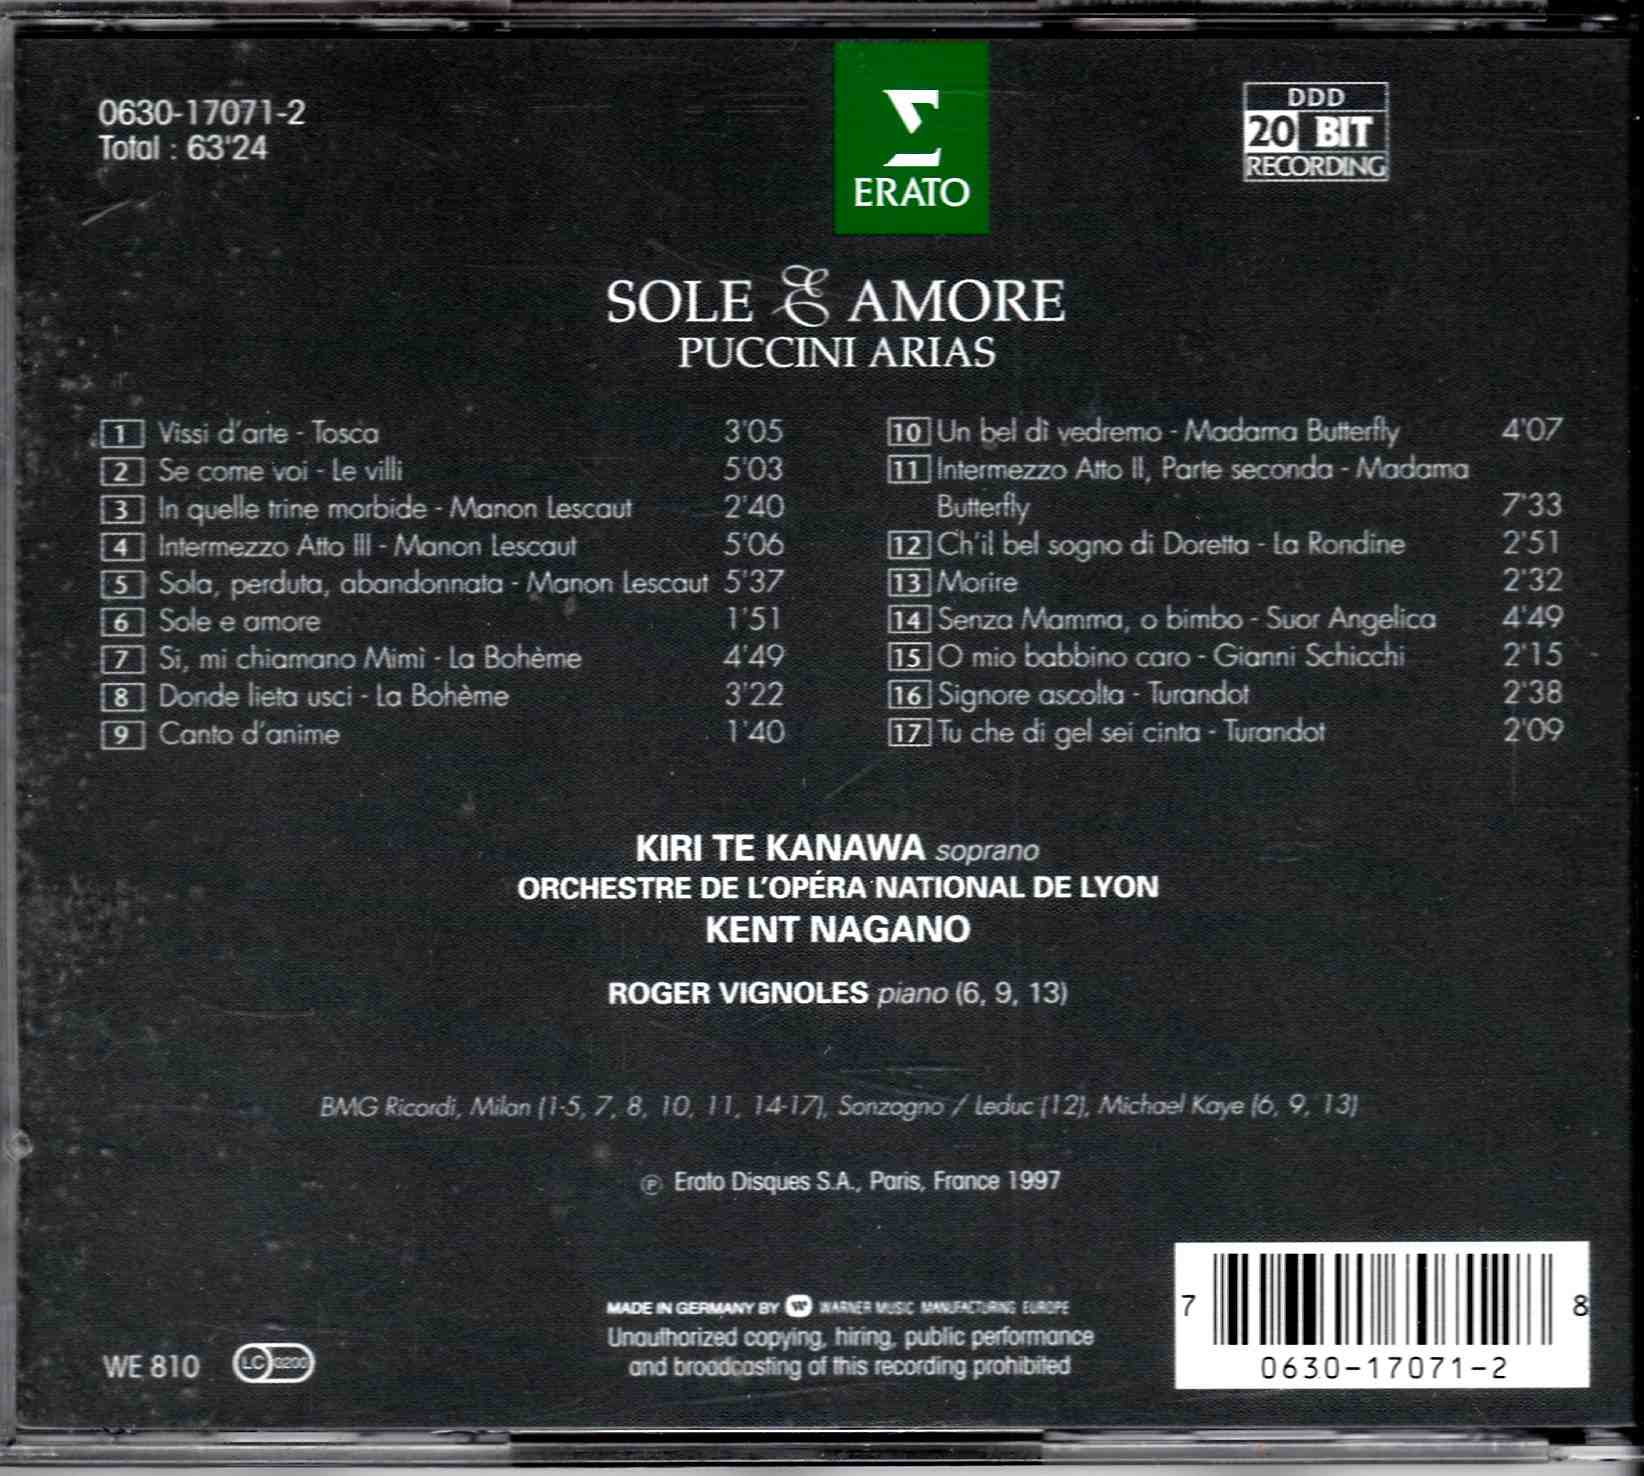 0630-17071-2
Total : 63'24
ERATO
DDD
20 BIT
RECORDING
SOLE E AMORE
PUCCINI ARIAS
1 Vissi d'arte - Tosca 3'05
2 Se come voi - Le villi 5'03
3 In quelle trine morbide - Manon Lescaut 2'40
4 Intermezzo Atto III - Manon Lescaut 5'06
5 Sola, perduta, abandonnata - Manon Lescaut 5'37
6 Sole e amore 1'51
7 Si, mi chiamano Mimì - La Bohème 4'49
8 Donde lieta usci - La Bohème 3'22
9 Canto d'anime 1'40
10 Un bel dì vedremo - Madama Butterfly 4'07
11 Intermezzo Atto II, Parte seconda - Madama
Butterfly 7'33
12 Ch'il bel sogno di Doretta - La Rondine 2'51
13 Morire 2'32
14 Senza Mamma, o bimbo - Suor Angelica 4'49
15 O mio babbino caro - Gianni Schicchi 2'15
16 Signore ascolta - Turandot 2'38
17 Tu che di gel sei cinta - Turandot 2'09
KIRI TE KANAWA soprano
ORCHESTRE DE L'OPÉRA NATIONAL DE LYON
KENT NAGANO
ROGER VIGNOLES piano (6, 9, 13)
BMG Ricordi, Milan (1-5, 7, 8, 10, 11, 14-17), Sonzogno / Leduc (12), Michael Kaye (6, 9, 13)
℗ Erato Disques S.A., Paris, France 1997
MADE IN GERMANY BY WARNER MUSIC MANUFACTURING EUROPE
Unauthorized copying, hiring, public performance
and broadcasting of this recording prohibited
WE 810
LC 0200
7 8
0630-17071-2